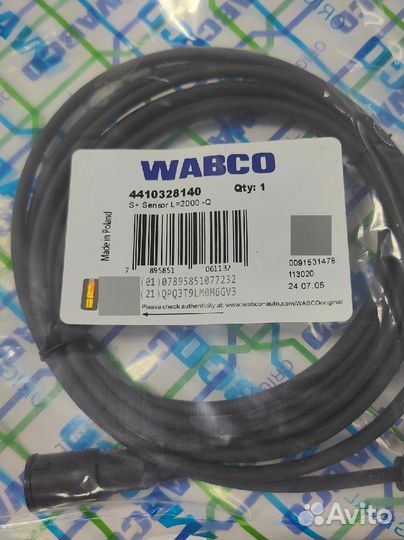 WABCO
4410328140 Qty: 1
S+ Sensor L=2000 -Q
Made in Poland
7 895851 061132
0091531478
113020
24.07.05
(01)07895851077232
(21)QPQ3T9LM0M6GV3
Please check authenticity at: www.wabco-auto.com/WABCOoriginal
Avito